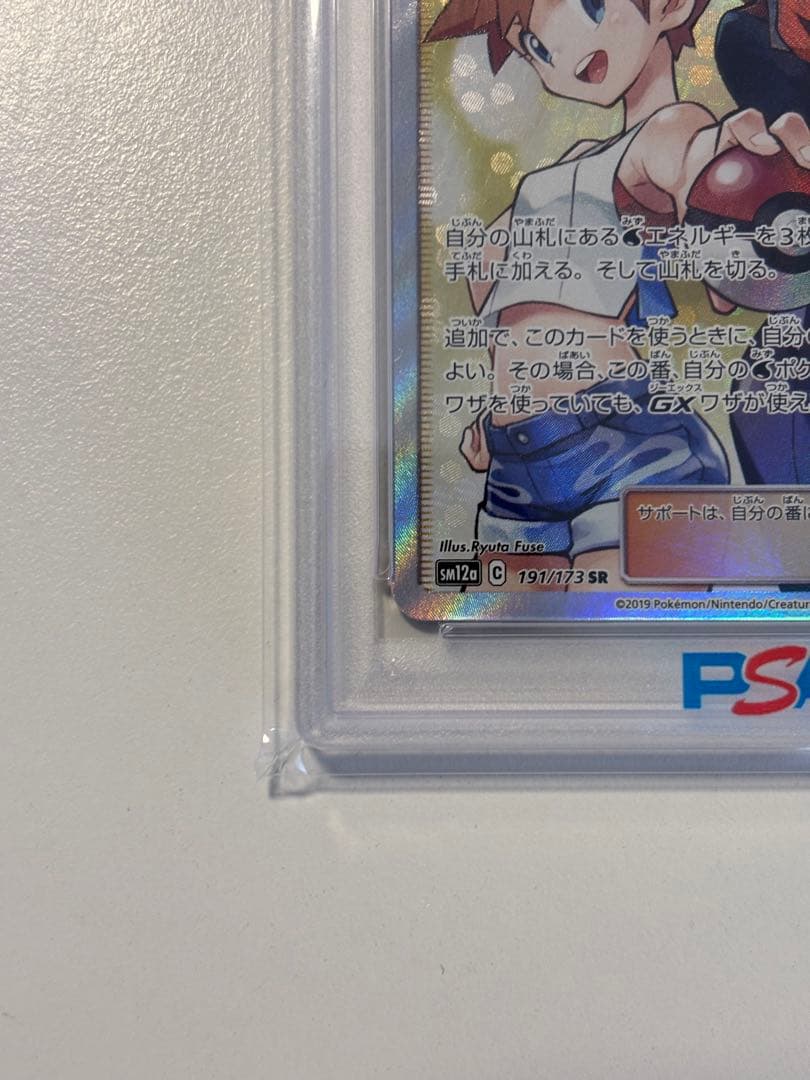 自分の山札にある エネルギーを3枚
手札に加える。そして山札を切る。
追加で、このカードを使うときに、自分
よい。その場合、この番、自分の ポケ
ワザを使っていても、GXワザが使え
サポートは、自分の番に
Illus.Ryuta Fuse
SM12a C 191/173 SR
©2019 Pokémon/Nintendo/Creatur
PSA